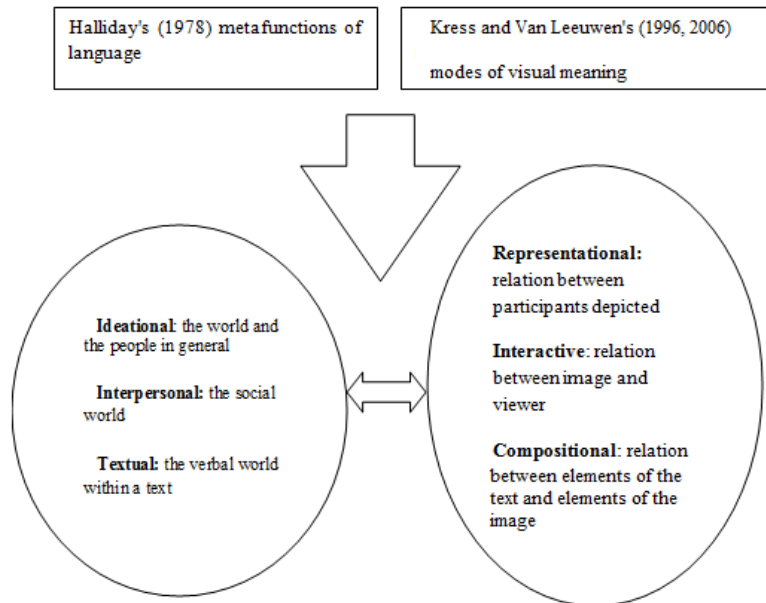 Halliday's (1978) metafunctions of
language
Kress and Van Leeuwen's (1996, 2006)
modes of visual meaning
Ideational: the world and
the people in general
Interpersonal: the social
world
Textual: the verbal world
within a text
Representational:
relation between
participants depicted
Interactive: relation
between image and
viewer
Compositional: relation
between elements of the
text and elements of the
image